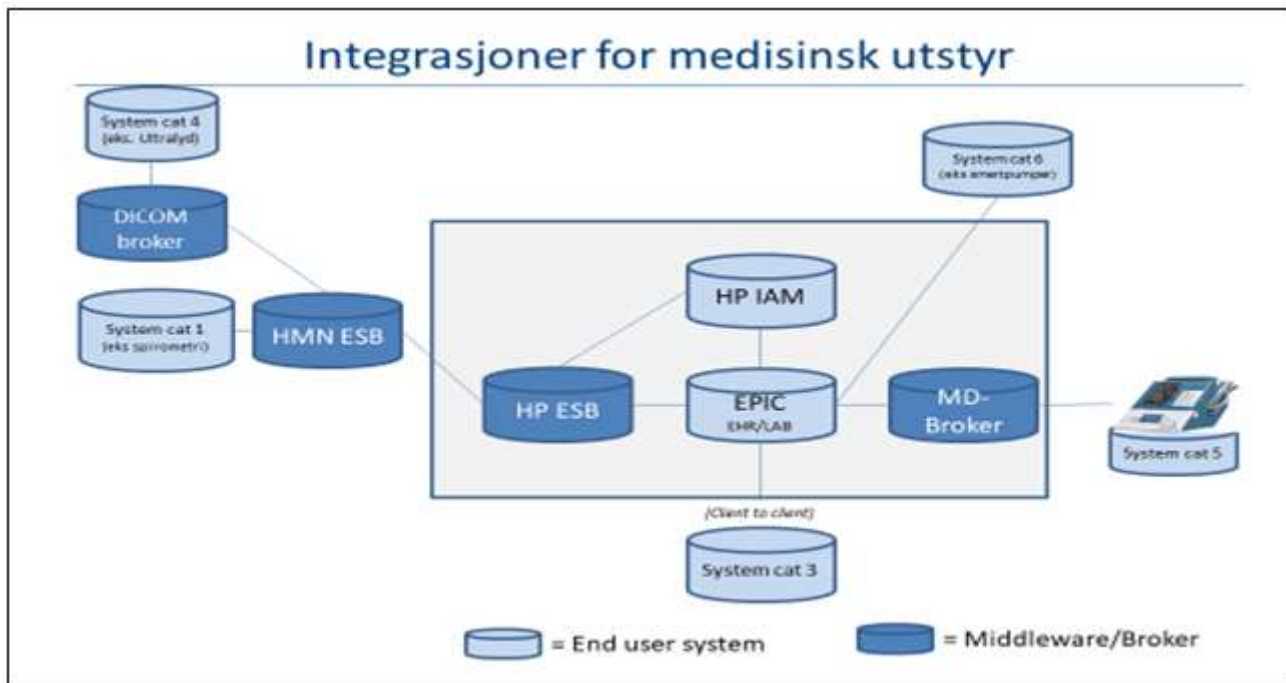 Integrasjoner for medisinsk utstyr
System cat 4
(eks. Ultralyd)
System cat 6
(eks smertpumper)
DICOM
broker
HP IAM
System cat 1
(eks spirometri)
HMN ESB
HP ESB
EPIC
EHR/LAB
MD-
Broker
System cat 5
(Client to client)
System cat 3
= End user system
= Middleware/Broker